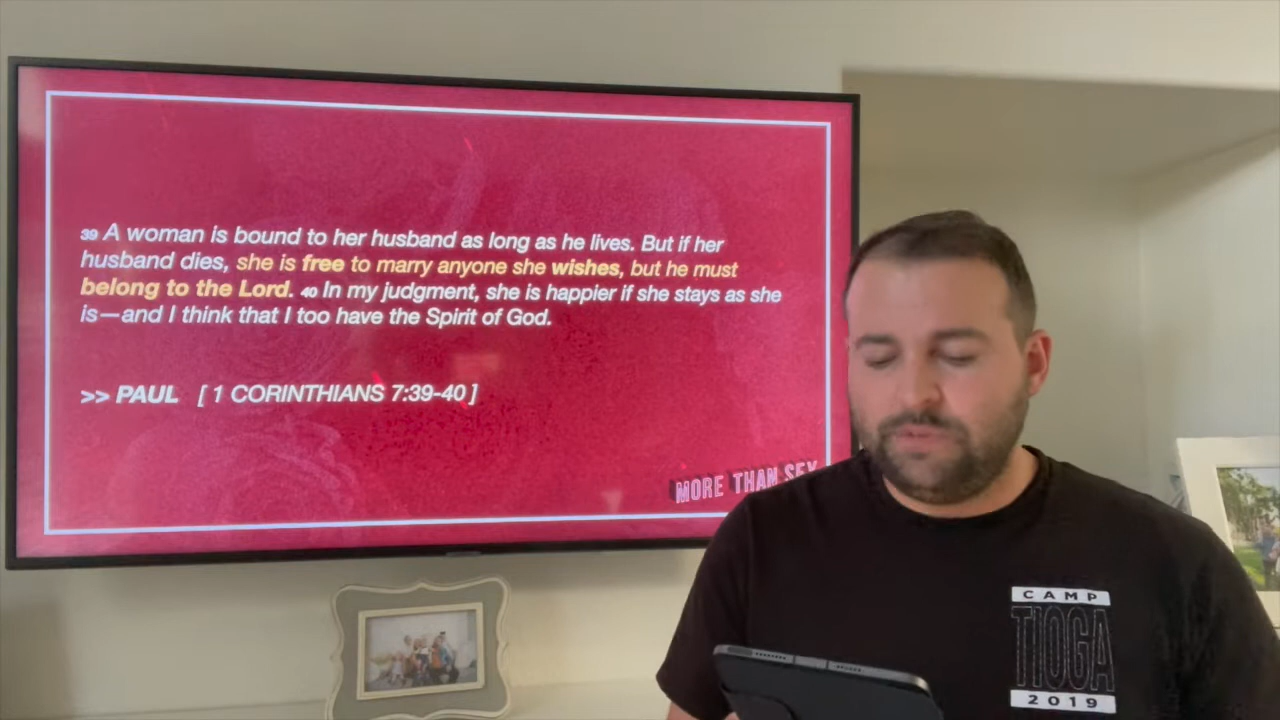 39 A woman is bound to her husband as long as he lives. But if her
husband dies, she is free to marry anyone she wishes, but he must
belong to the Lord. 40 In my judgment, she is happier if she stays as she
is—and I think that I too have the Spirit of God.
>> PAUL [ 1 CORINTHIANS 7:39-40 ]
MORE THAN SEX
CAMP
TIOGA
2019